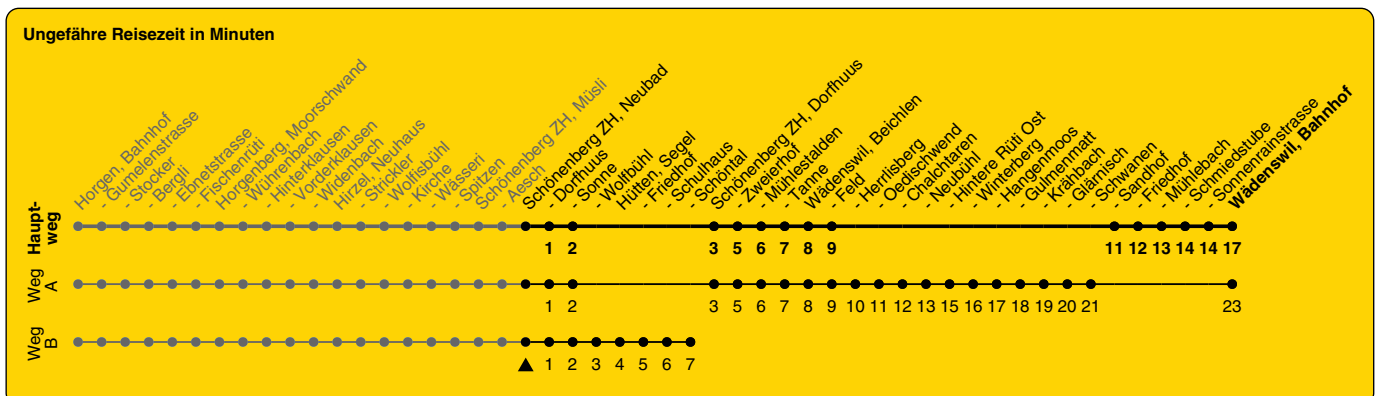 Ungefähre Reisezeit in Minuten
Horgen, Bahnhof
- Gumelenstrasse
- Stocker
- Bergli
- Ebnetstrasse
- Fischenrüti
Horgenberg, Moorschwand
- Wührenbach
- Hinterklausen
- Vorderklausen
- Widenbach
Hirzel, Neuhaus
- Strickler
- Wolfisbühl
- Kirche
- Wässeri
- Spitzen
Schönenberg ZH, Müsli
- Aesch
Schönenberg ZH, Neubad
- Dorfhuus
- Sonne
- Wolfbühl
Hütten, Segel
- Friedhof
- Schulhaus
- Schöntal
Schönenberg ZH, Dorfhuus
- Zweierhof
- Mühlestalden
- Tanne
Wädenswil, Beichlen
- Feld
- Herrlisberg
- Oedischwend
- Chalchtaren
- Neubühl
- Hintere Rüti Ost
- Winterberg
- Hangenmoos
- Gulmenmatt
- Krähbach
- Glärnisch
- Schwanen
- Sandhof
- Friedhof
- Mühlebach
- Schmiedstube
- Sonnenrainstrasse
Wädenswil, Bahnhof
Haupt-
weg
1 2 3 5 6 7 8 9 11 12 13 14 14 17
Weg
A
1 2 3 5 6 7 8 9 10 11 12 13 15 16 17 18 19 20 21 23
Weg
B
1 2 3 4 5 6 7